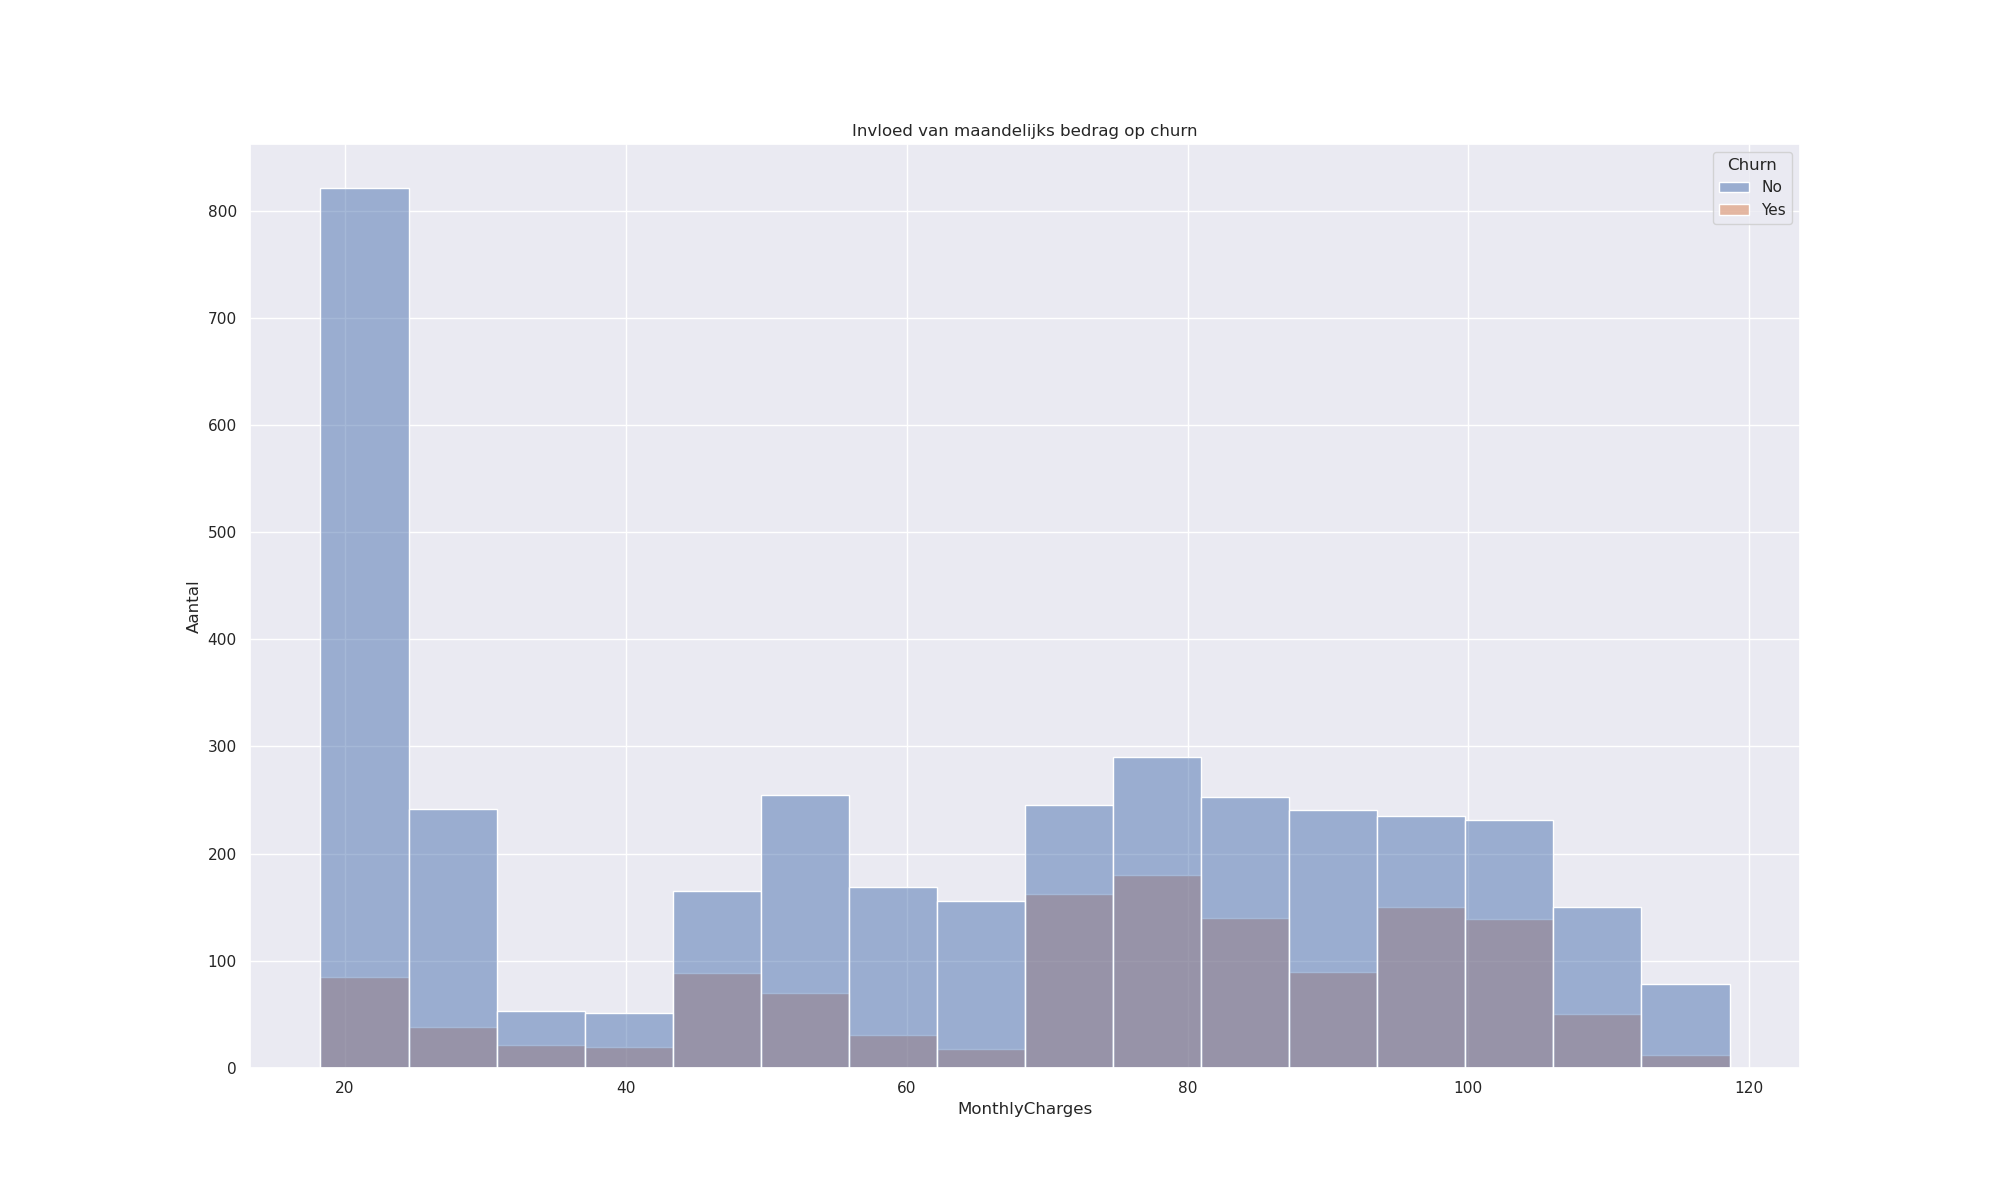 Invloed van maandelijks bedrag op churn
Churn
No
Yes
800
700
600
500
400
300
200
100
0
Aantal
20 40 60 80 100 120
MonthlyCharges